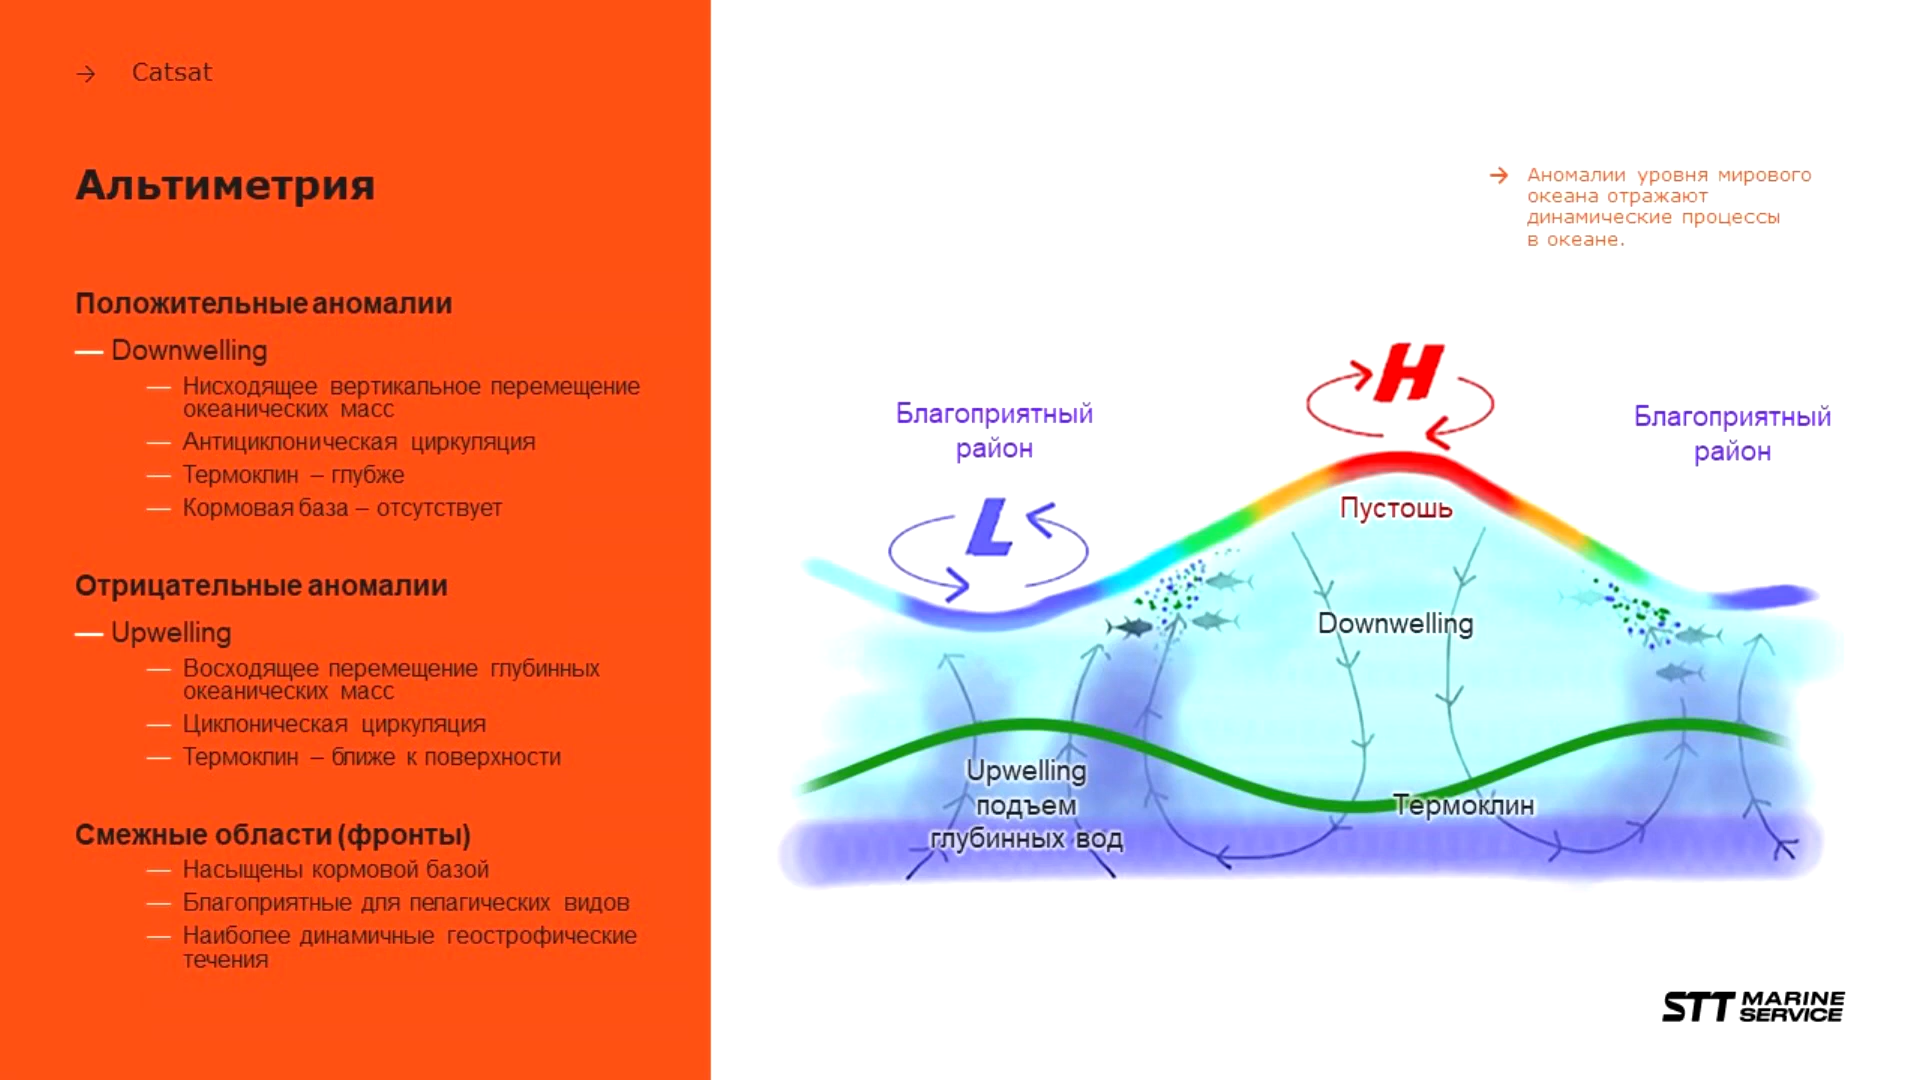 Catsat
Альтиметрия
Положительные аномалии
— Downwelling
— Нисходящее вертикальное перемещение
океанических масс
— Антициклоническая циркуляция
— Термоклин – глубже
— Кормовая база – отсутствует
Отрицательные аномалии
— Upwelling
— Восходящее перемещение глубинных
океанических масс
— Циклоническая циркуляция
— Термоклин – ближе к поверхности
Смежные области (фронты)
— Насыщены кормовой базой
— Благоприятные для пелагических видов
— Наиболее динамичные геострофические
течения
Аномалии уровня мирового
океана отражают
динамические процессы
в океане.
Благоприятный
район
L
H
Благоприятный
район
Пустошь
Downwelling
Upwelling
подъем
глубинных вод
Термоклин
STT MARINE
SERVICE